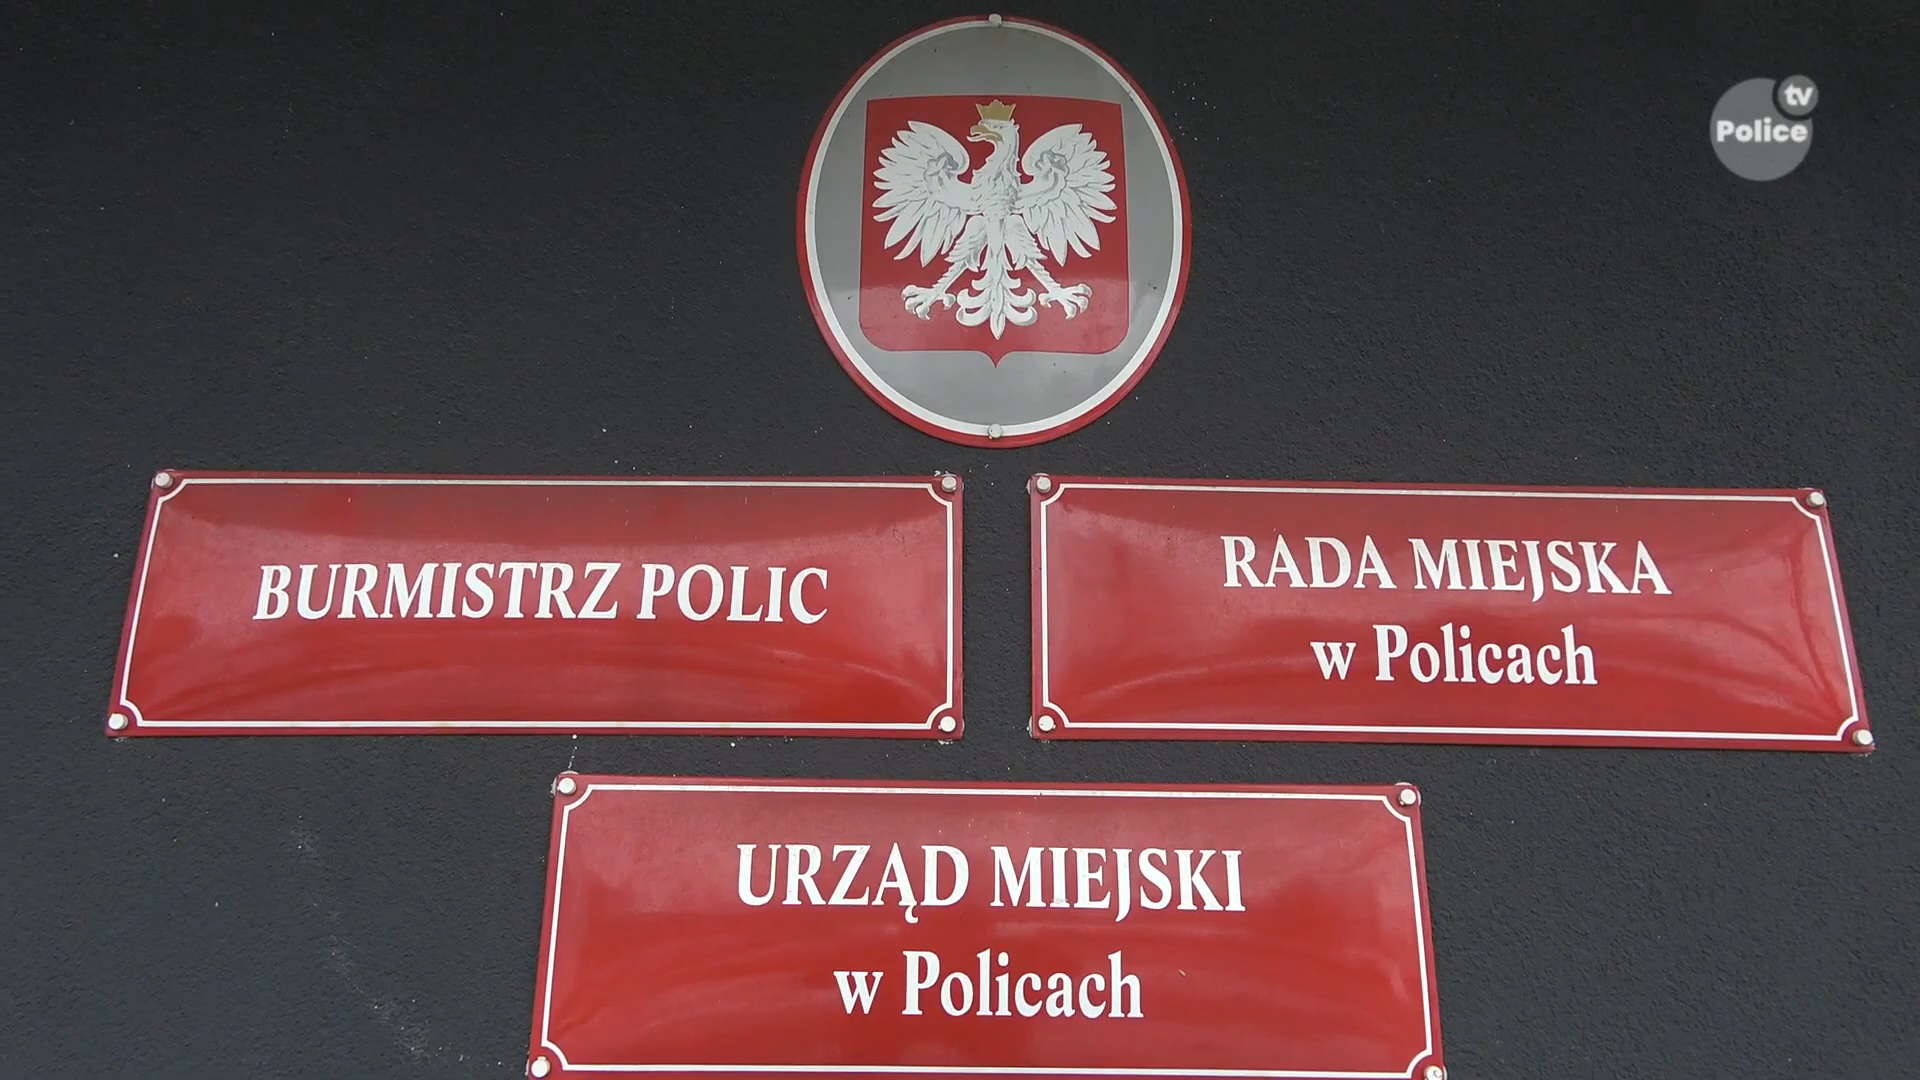 tv
Police
BURMISTRZ POLIC
RADA MIEJSKA
w Policach
URZĄD MIEJSKI
w Policach